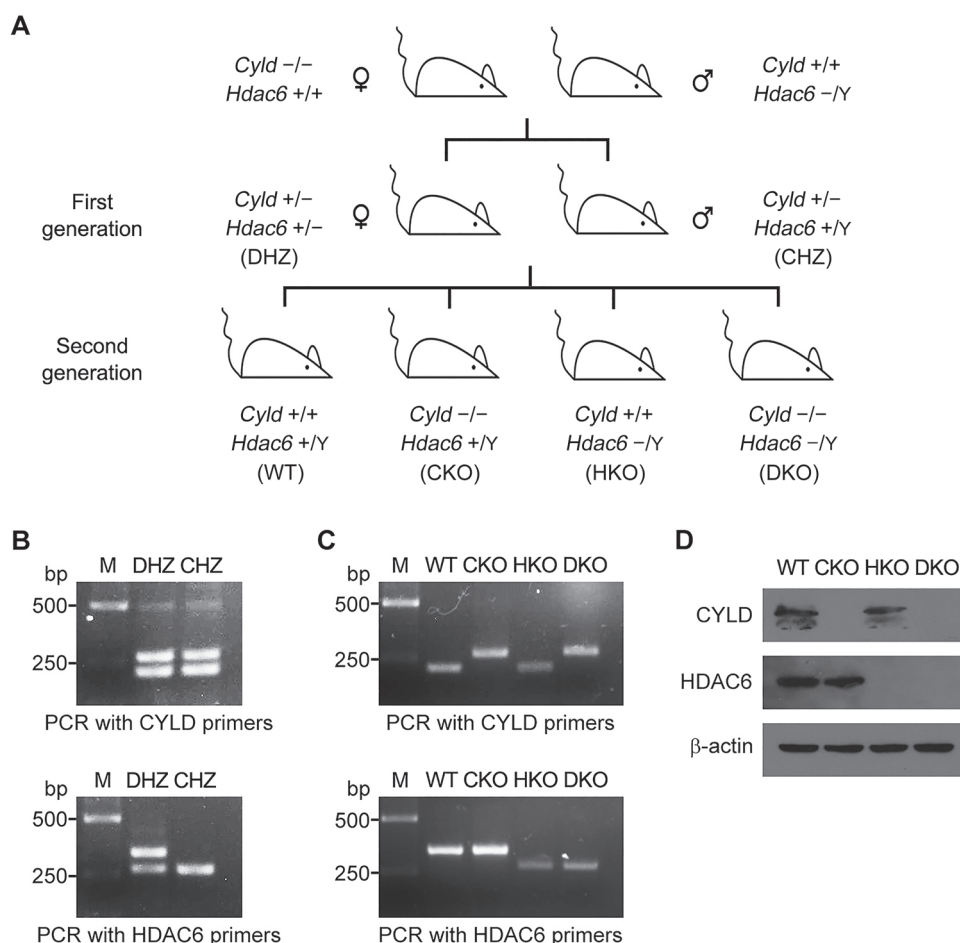 A
Cyld –/–
Hdac6 +/+
♀
♂
Cyld +/+
Hdac6 –/Y
First
generation
Cyld +/–
Hdac6 +/–
(DHZ)
♀
♂
Cyld +/–
Hdac6 +/Y
(CHZ)
Second
generation
Cyld +/+
Hdac6 +/Y
(WT)
Cyld –/–
Hdac6 +/Y
(CKO)
Cyld +/+
Hdac6 –/Y
(HKO)
Cyld –/–
Hdac6 –/Y
(DKO)
B
M DHZ CHZ
bp
500
250
PCR with CYLD primers
M DHZ CHZ
bp
500
250
PCR with HDAC6 primers
C
M WT CKO HKO DKO
bp
500
250
PCR with CYLD primers
M WT CKO HKO DKO
bp
500
250
PCR with HDAC6 primers
D
WT CKO HKO DKO
CYLD
HDAC6
β-actin